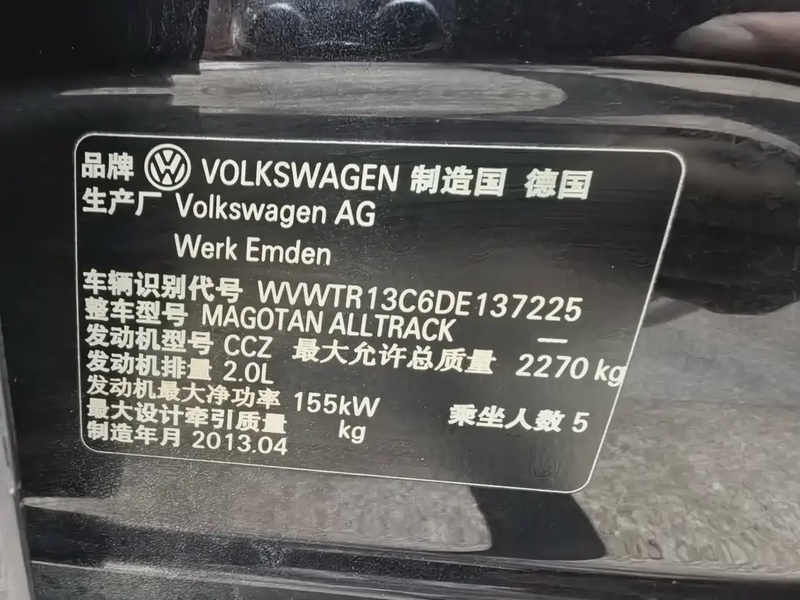 品牌 VOLKSWAGEN 制造国 德国
生产厂 Volkswagen AG
Werk Emden
车辆识别代号 WVWTR13C6DE137225
整车型号 MAGOTAN ALLTRACK —
发动机型号 CCZ 最大允许总质量 2270 kg
发动机排量 2.0L
发动机最大净功率 155kW 乘坐人数 5
最大设计牵引质量 kg
制造年月 2013.04